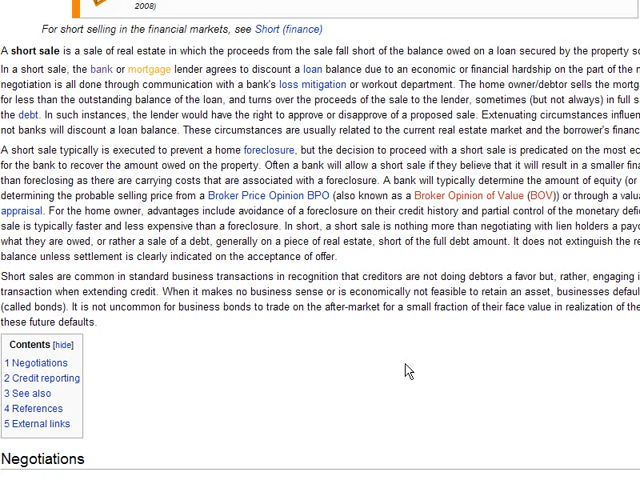 2008)
For short selling in the financial markets, see Short (finance)
A short sale is a sale of real estate in which the proceeds from the sale fall short of the balance owed on a loan secured by the property
In a short sale, the bank or mortgage lender agrees to discount a loan balance due to an economic or financial hardship on the part of the
negotiation is all done through communication with a bank's loss mitigation or workout department. The home owner/debtor sells the
for less than the outstanding balance of the loan, and turns over the proceeds of the sale to the lender, sometimes (but not always) in full
the debt. In such instances, the lender would have the right to approve or disapprove of a proposed sale. Extenuating circumstances
not banks will discount a loan balance. These circumstances are usually related to the current real estate market and the borrower's
A short sale typically is executed to prevent a home foreclosure, but the decision to proceed with a short sale is predicated on the most
for the bank to recover the amount owed on the property. Often a bank will allow a short sale if they believe that it will result in a smaller
than foreclosing as there are carrying costs that are associated with a foreclosure. A bank will typically determine the amount of equity (or
determining the probable selling price from a Broker Price Opinion BPO (also known as a Broker Opinion of Value (BOV)) or through a
appraisal. For the home owner, advantages include avoidance of a foreclosure on their credit history and partial control of the monetary
sale is typically faster and less expensive than a foreclosure. In short, a short sale is nothing more than negotiating with lien holders a
what they are owed, or rather a sale of a debt, generally on a piece of real estate, short of the full debt amount. It does not extinguish the
balance unless settlement is clearly indicated on the acceptance of offer.
Short sales are common in standard business transactions in recognition that creditors are not doing debtors a favor but, rather, engaging
transaction when extending credit. When it makes no business sense or is economically not feasible to retain an asset, businesses
(called bonds). It is not uncommon for business bonds to trade on the after-market for a small fraction of their face value in realization of
these future defaults.
Contents [hide]
1 Negotiations
2 Credit reporting
3 See also
4 References
5 External links
Negotiations